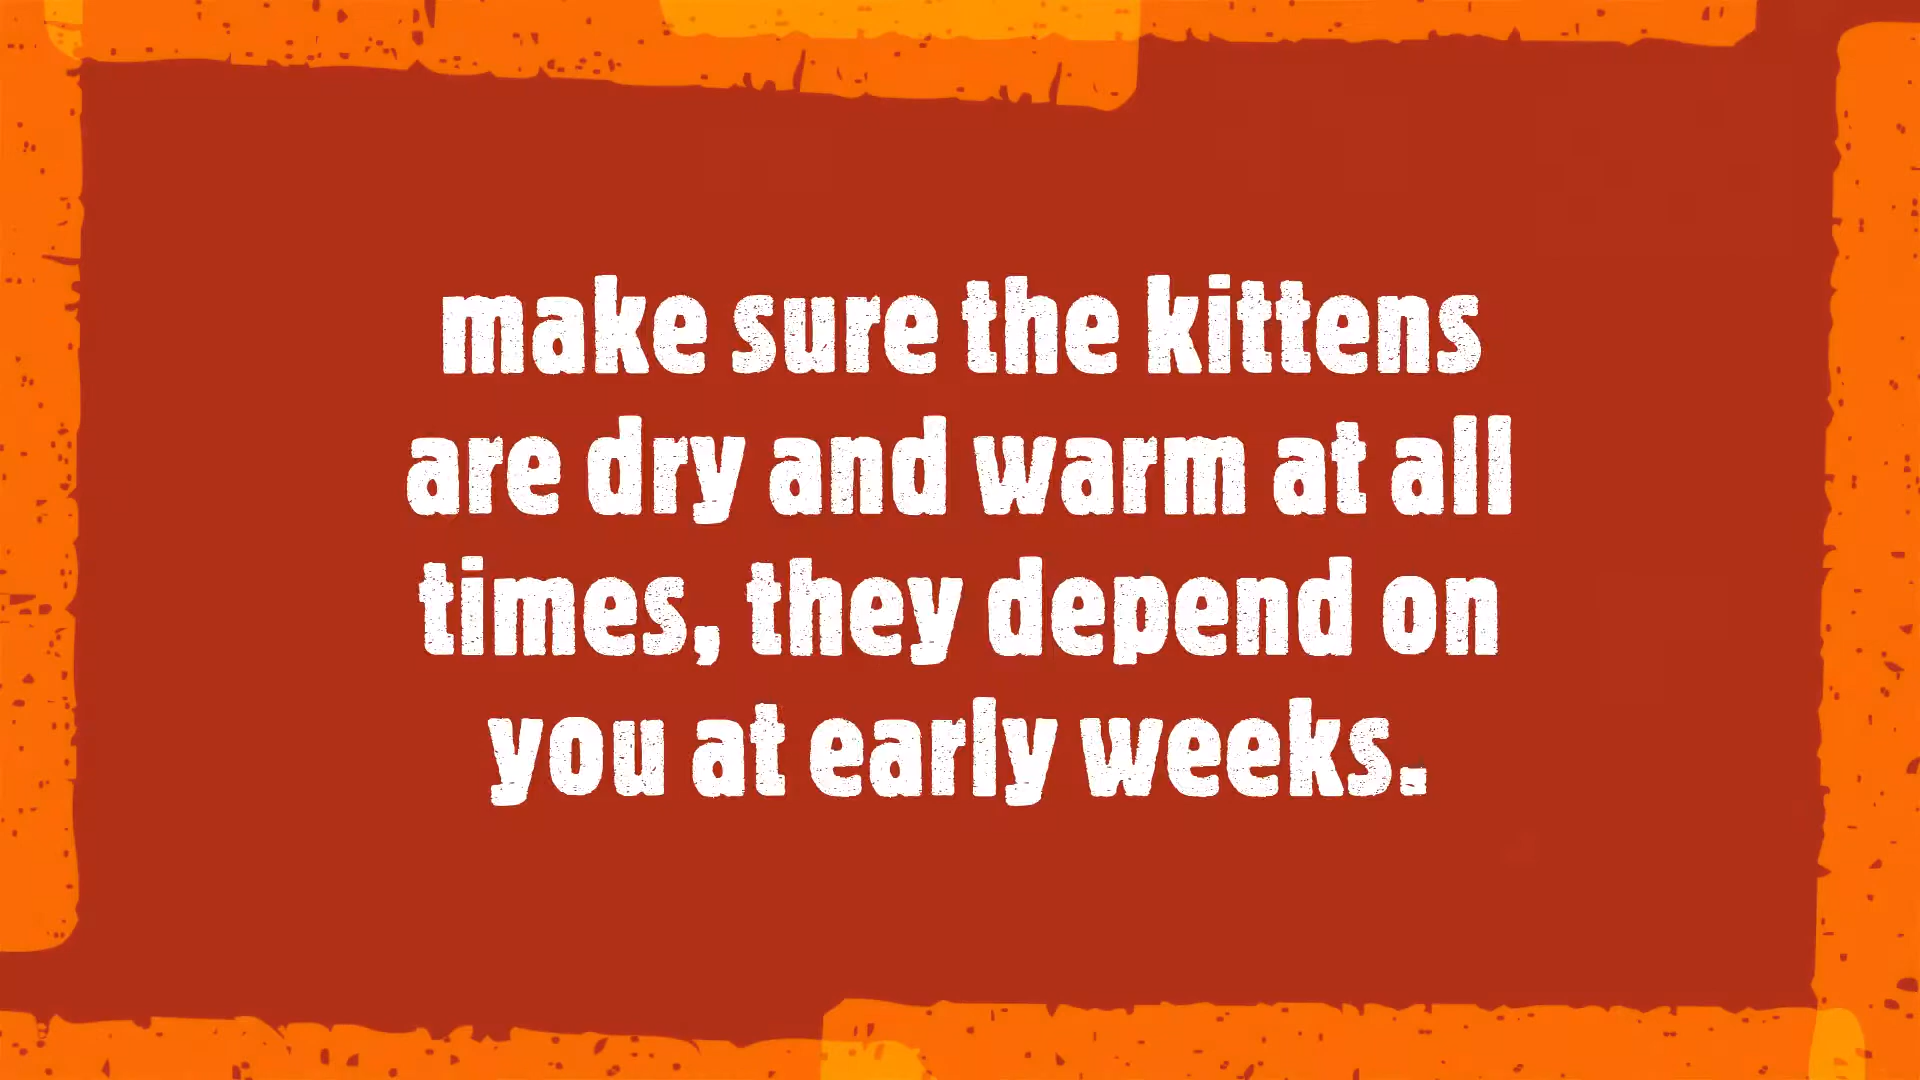 make sure the kittens
are dry and warm at all
times, they depend on
you at early weeks.